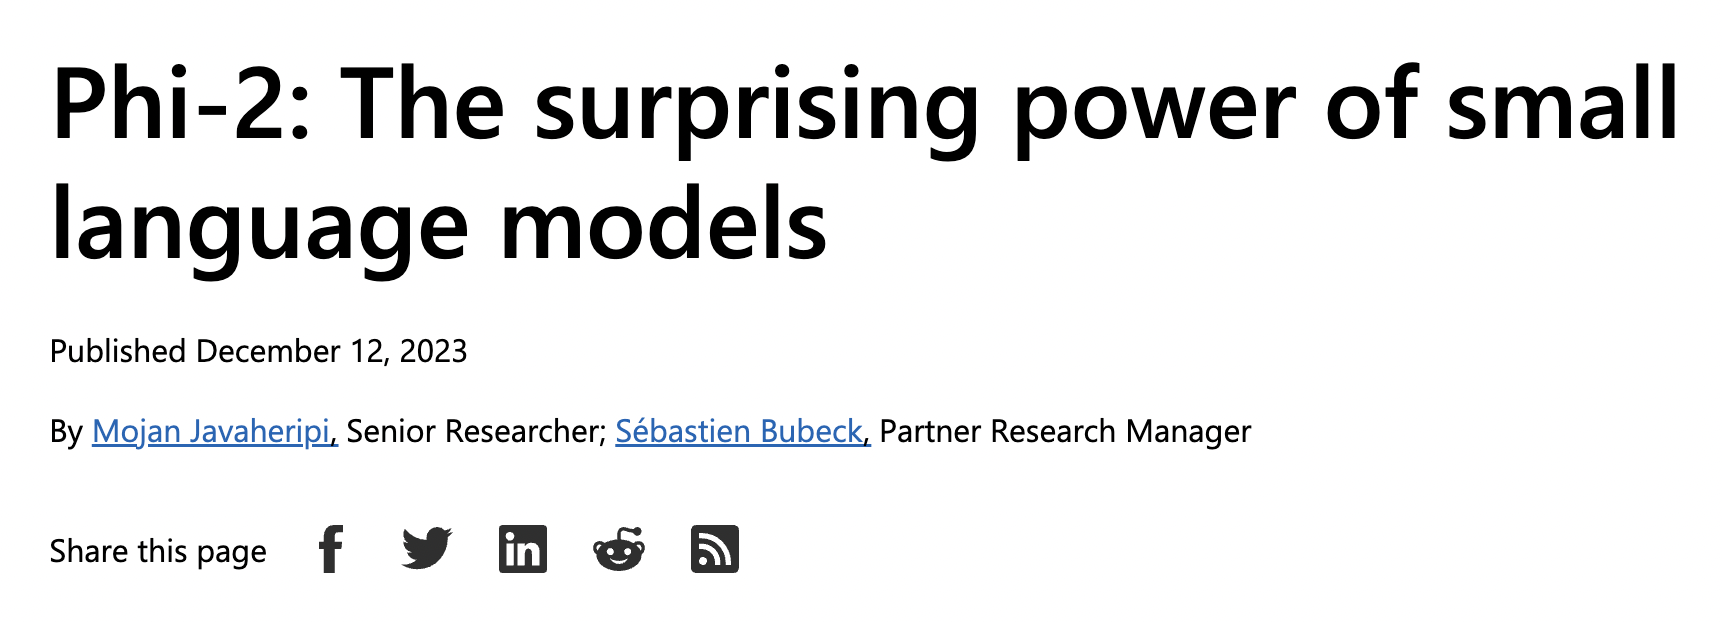 Phi-2: The surprising power of small
language models
Published December 12, 2023
By Mojan Javaheripi, Senior Researcher; Sébastien Bubeck, Partner Research Manager
Share this page